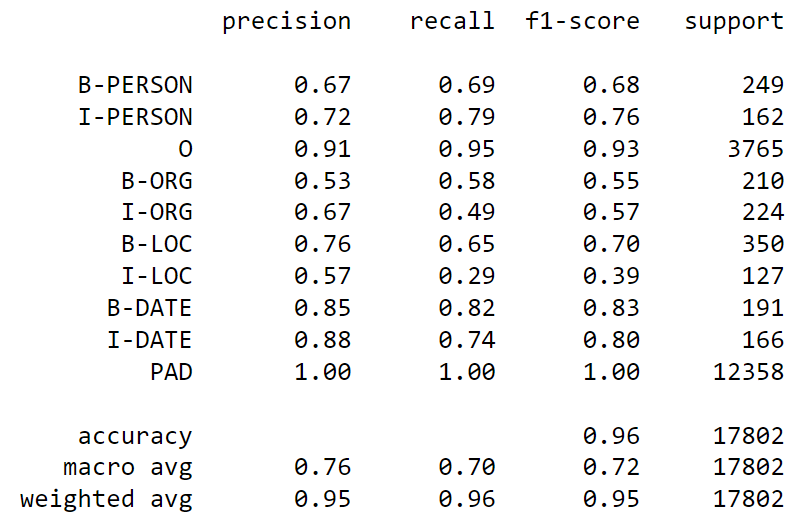 precision recall f1-score support
B-PERSON 0.67 0.69 0.68 249
I-PERSON 0.72 0.79 0.76 162
O 0.91 0.95 0.93 3765
B-ORG 0.53 0.58 0.55 210
I-ORG 0.67 0.49 0.57 224
B-LOC 0.76 0.65 0.70 350
I-LOC 0.57 0.29 0.39 127
B-DATE 0.85 0.82 0.83 191
I-DATE 0.88 0.74 0.80 166
PAD 1.00 1.00 1.00 12358
accuracy 0.96 17802
macro avg 0.76 0.70 0.72 17802
weighted avg 0.95 0.96 0.95 17802